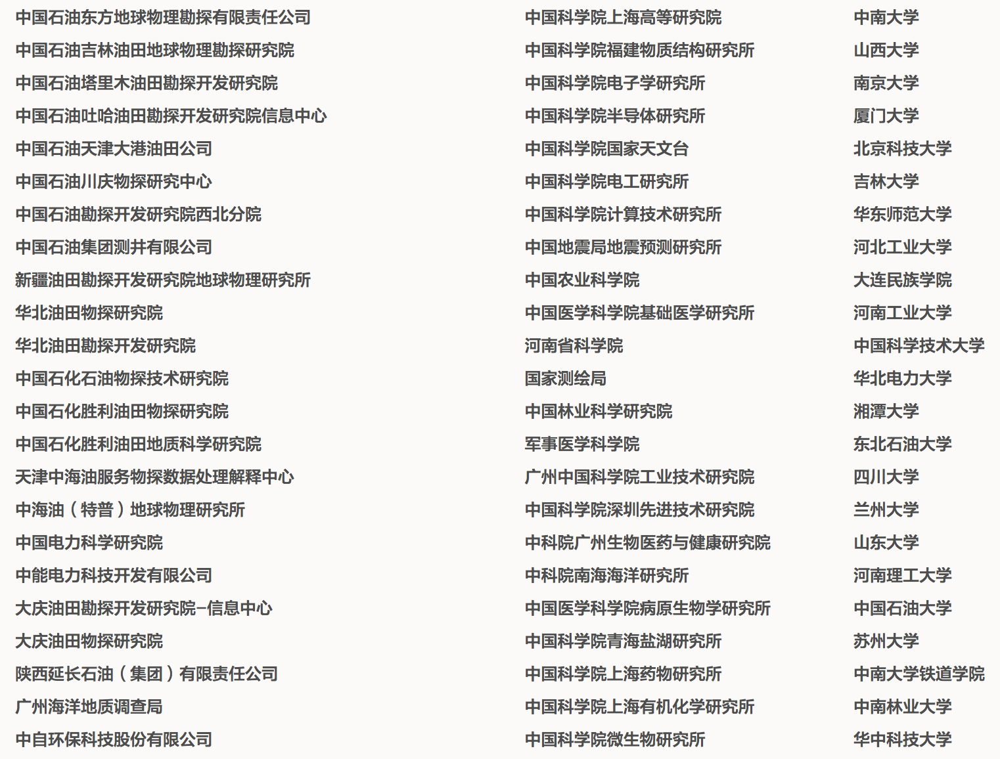 中国石油东方地球物理勘探有限责任公司 中国科学院上海高等研究院 中南大学
中国石油吉林油田地球物理勘探研究院 中国科学院福建物质结构研究所 山西大学
中国石油塔里木油田勘探开发研究院 中国科学院电子学研究所 南京大学
中国石油吐哈油田勘探开发研究院信息中心 中国科学院半导体研究所 厦门大学
中国石油天津大港油田公司 中国科学院国家天文台 北京科技大学
中国石油川庆物探研究中心 中国科学院电工研究所 吉林大学
中国石油勘探开发研究院西北分院 中国科学院计算技术研究所 华东师范大学
中国石油集团测井有限公司 中国地震局地震预测研究所 河北工业大学
新疆油田勘探开发研究院地球物理研究所 中国农业科学院 大连民族学院
华北油田物探研究院 中国医学科学院基础医学研究所 河南工业大学
华北油田勘探开发研究院 河南省科学院 中国科学技术大学
中国石化石油物探技术研究院 国家测绘局 华北电力大学
中国石化胜利油田物探研究院 中国林业科学研究院 湘潭大学
中国石化胜利油田地质科学研究院 军事医学科学院 东北石油大学
天津中海油服务物探数据处理解释中心 广州中国科学院工业技术研究院 四川大学
中海油（特普）地球物理研究所 中国科学院深圳先进技术研究院 兰州大学
中国电力科学研究院 中科院广州生物医药与健康研究院 山东大学
中能电力科技开发有限公司 中科院南海海洋研究所 河南理工大学
大庆油田勘探开发研究院–信息中心 中国医学科学院病原生物学研究所 中国石油大学
大庆油田物探研究院 中国科学院青海盐湖研究所 苏州大学
陕西延长石油（集团）有限责任公司 中国科学院上海药物研究所 中南大学铁道学院
广州海洋地质调查局 中国科学院上海有机化学研究所 中南林业大学
中自环保科技股份有限公司 中国科学院微生物研究所 华中科技大学